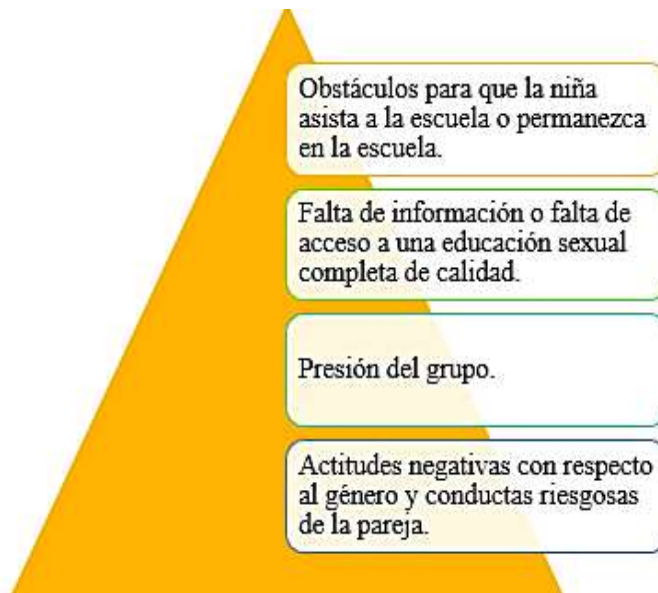 Obstáculos para que la niña
asista a la escuela o permanezca
en la escuela.
Falta de información o falta de
acceso a una educación sexual
completa de calidad.
Presión del grupo.
Actitudes negativas con respecto
al género y conductas riesgosas
de la pareja.